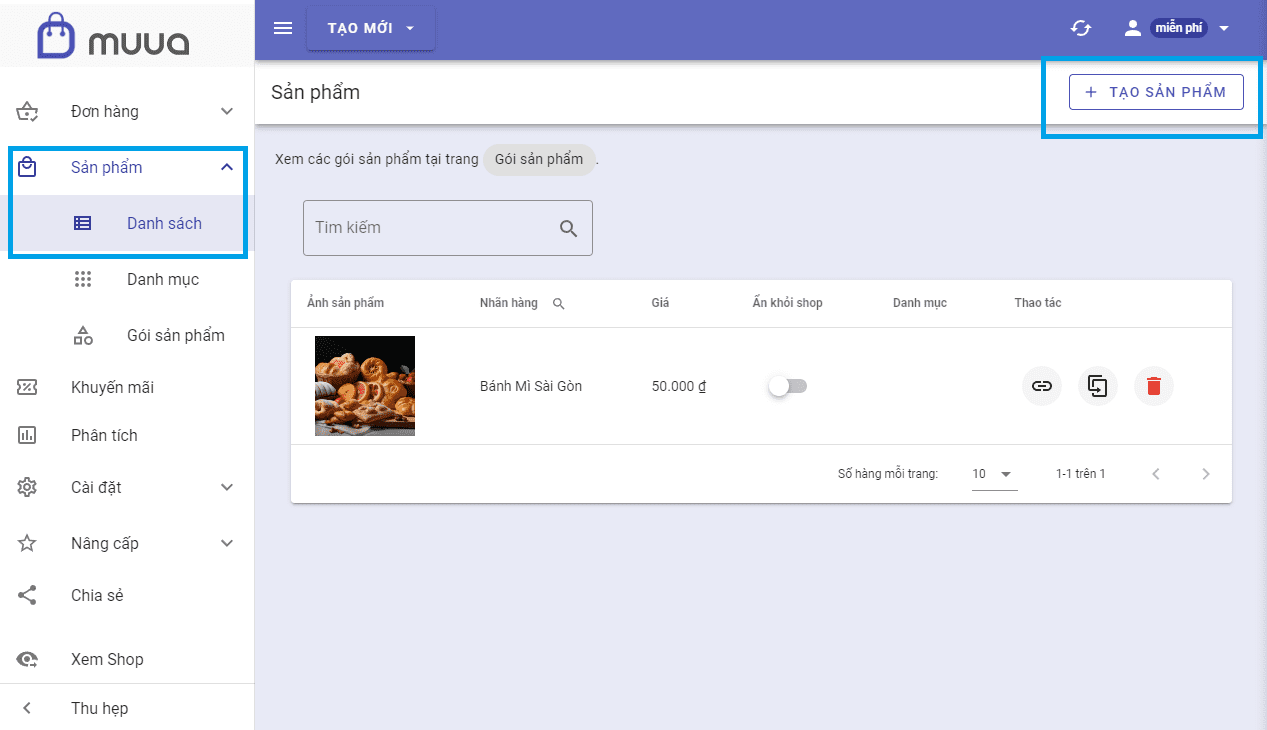 muua
TẠO MỚI
miễn phí
Đơn hàng
Sản phẩm
Danh sách
Danh mục
Gói sản phẩm
Khuyến mãi
Phân tích
Cài đặt
Nâng cấp
Chia sẻ
Xem Shop
Thu hẹp
Sản phẩm
+ TẠO SẢN PHẨM
Xem các gói sản phẩm tại trang Gói sản phẩm .
Tìm kiếm
Ảnh sản phẩm Nhãn hàng Giá Ẩn khỏi shop Danh mục Thao tác
Bánh Mì Sài Gòn 50.000 ₫
Số hàng mỗi trang: 10 1-1 trên 1